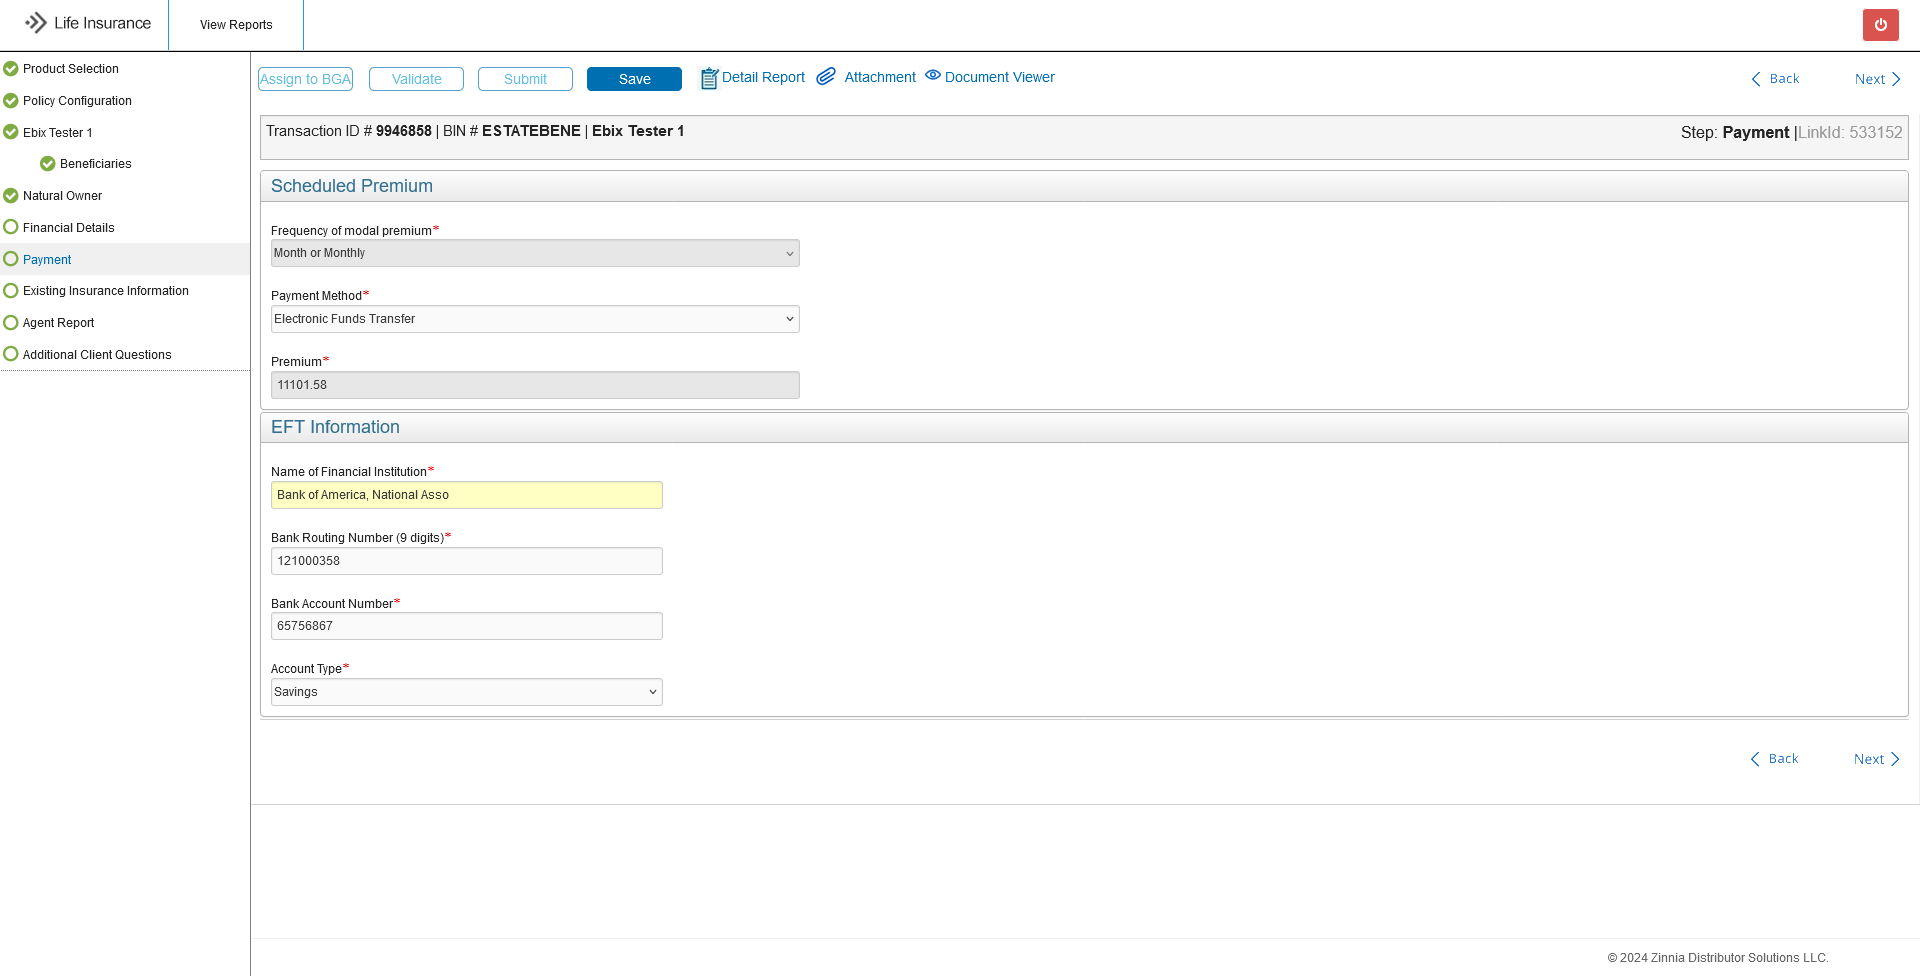 Life Insurance
View Reports
Product Selection
Policy Configuration
Ebix Tester 1
Beneficiaries
Natural Owner
Financial Details
Payment
Existing Insurance Information
Agent Report
Additional Client Questions
Assign to BGA Validate Submit Save Detail Report Attachment Document Viewer Back Next
Transaction ID # 9946858 | BIN # ESTATEBENE | Ebix Tester 1
Step: Payment |LinkId: 533152
Scheduled Premium
Frequency of modal premium*
Month or Monthly
Payment Method*
Electronic Funds Transfer
Premium*
11101.58
EFT Information
Name of Financial Institution*
Bank of America, National Asso
Bank Routing Number (9 digits)*
121000358
Bank Account Number*
65756867
Account Type*
Savings
Back Next
© 2024 Zinnia Distributor Solutions LLC.